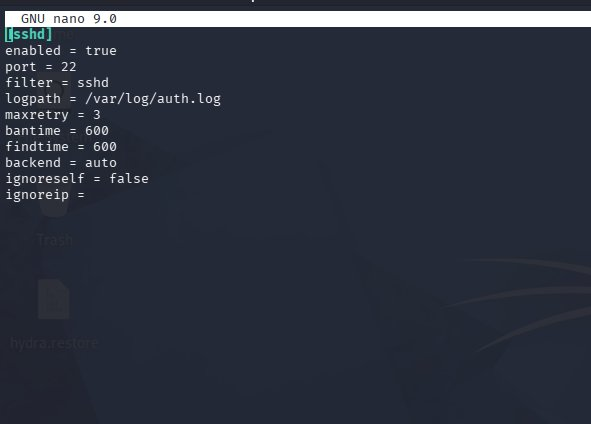 GNU nano 9.0
[sshd]
enabled = true
port = 22
filter = sshd
logpath = /var/log/auth.log
maxretry = 3
bantime = 600
findtime = 600
backend = auto
ignoreself = false
ignoreip =
Trash
hydra.restore